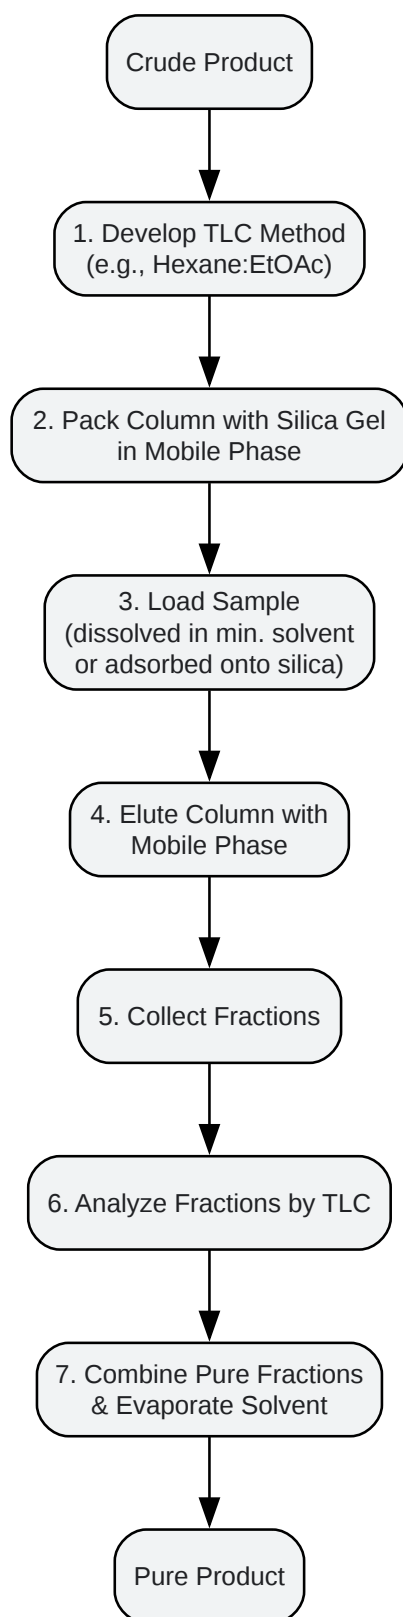 Crude Product
1. Develop TLC Method
(e.g., Hexane:EtOAc)
2. Pack Column with Silica Gel
in Mobile Phase
3. Load Sample
(dissolved in min. solvent
or adsorbed onto silica)
4. Elute Column with
Mobile Phase
5. Collect Fractions
6. Analyze Fractions by TLC
7. Combine Pure Fractions
& Evaporate Solvent
Pure Product